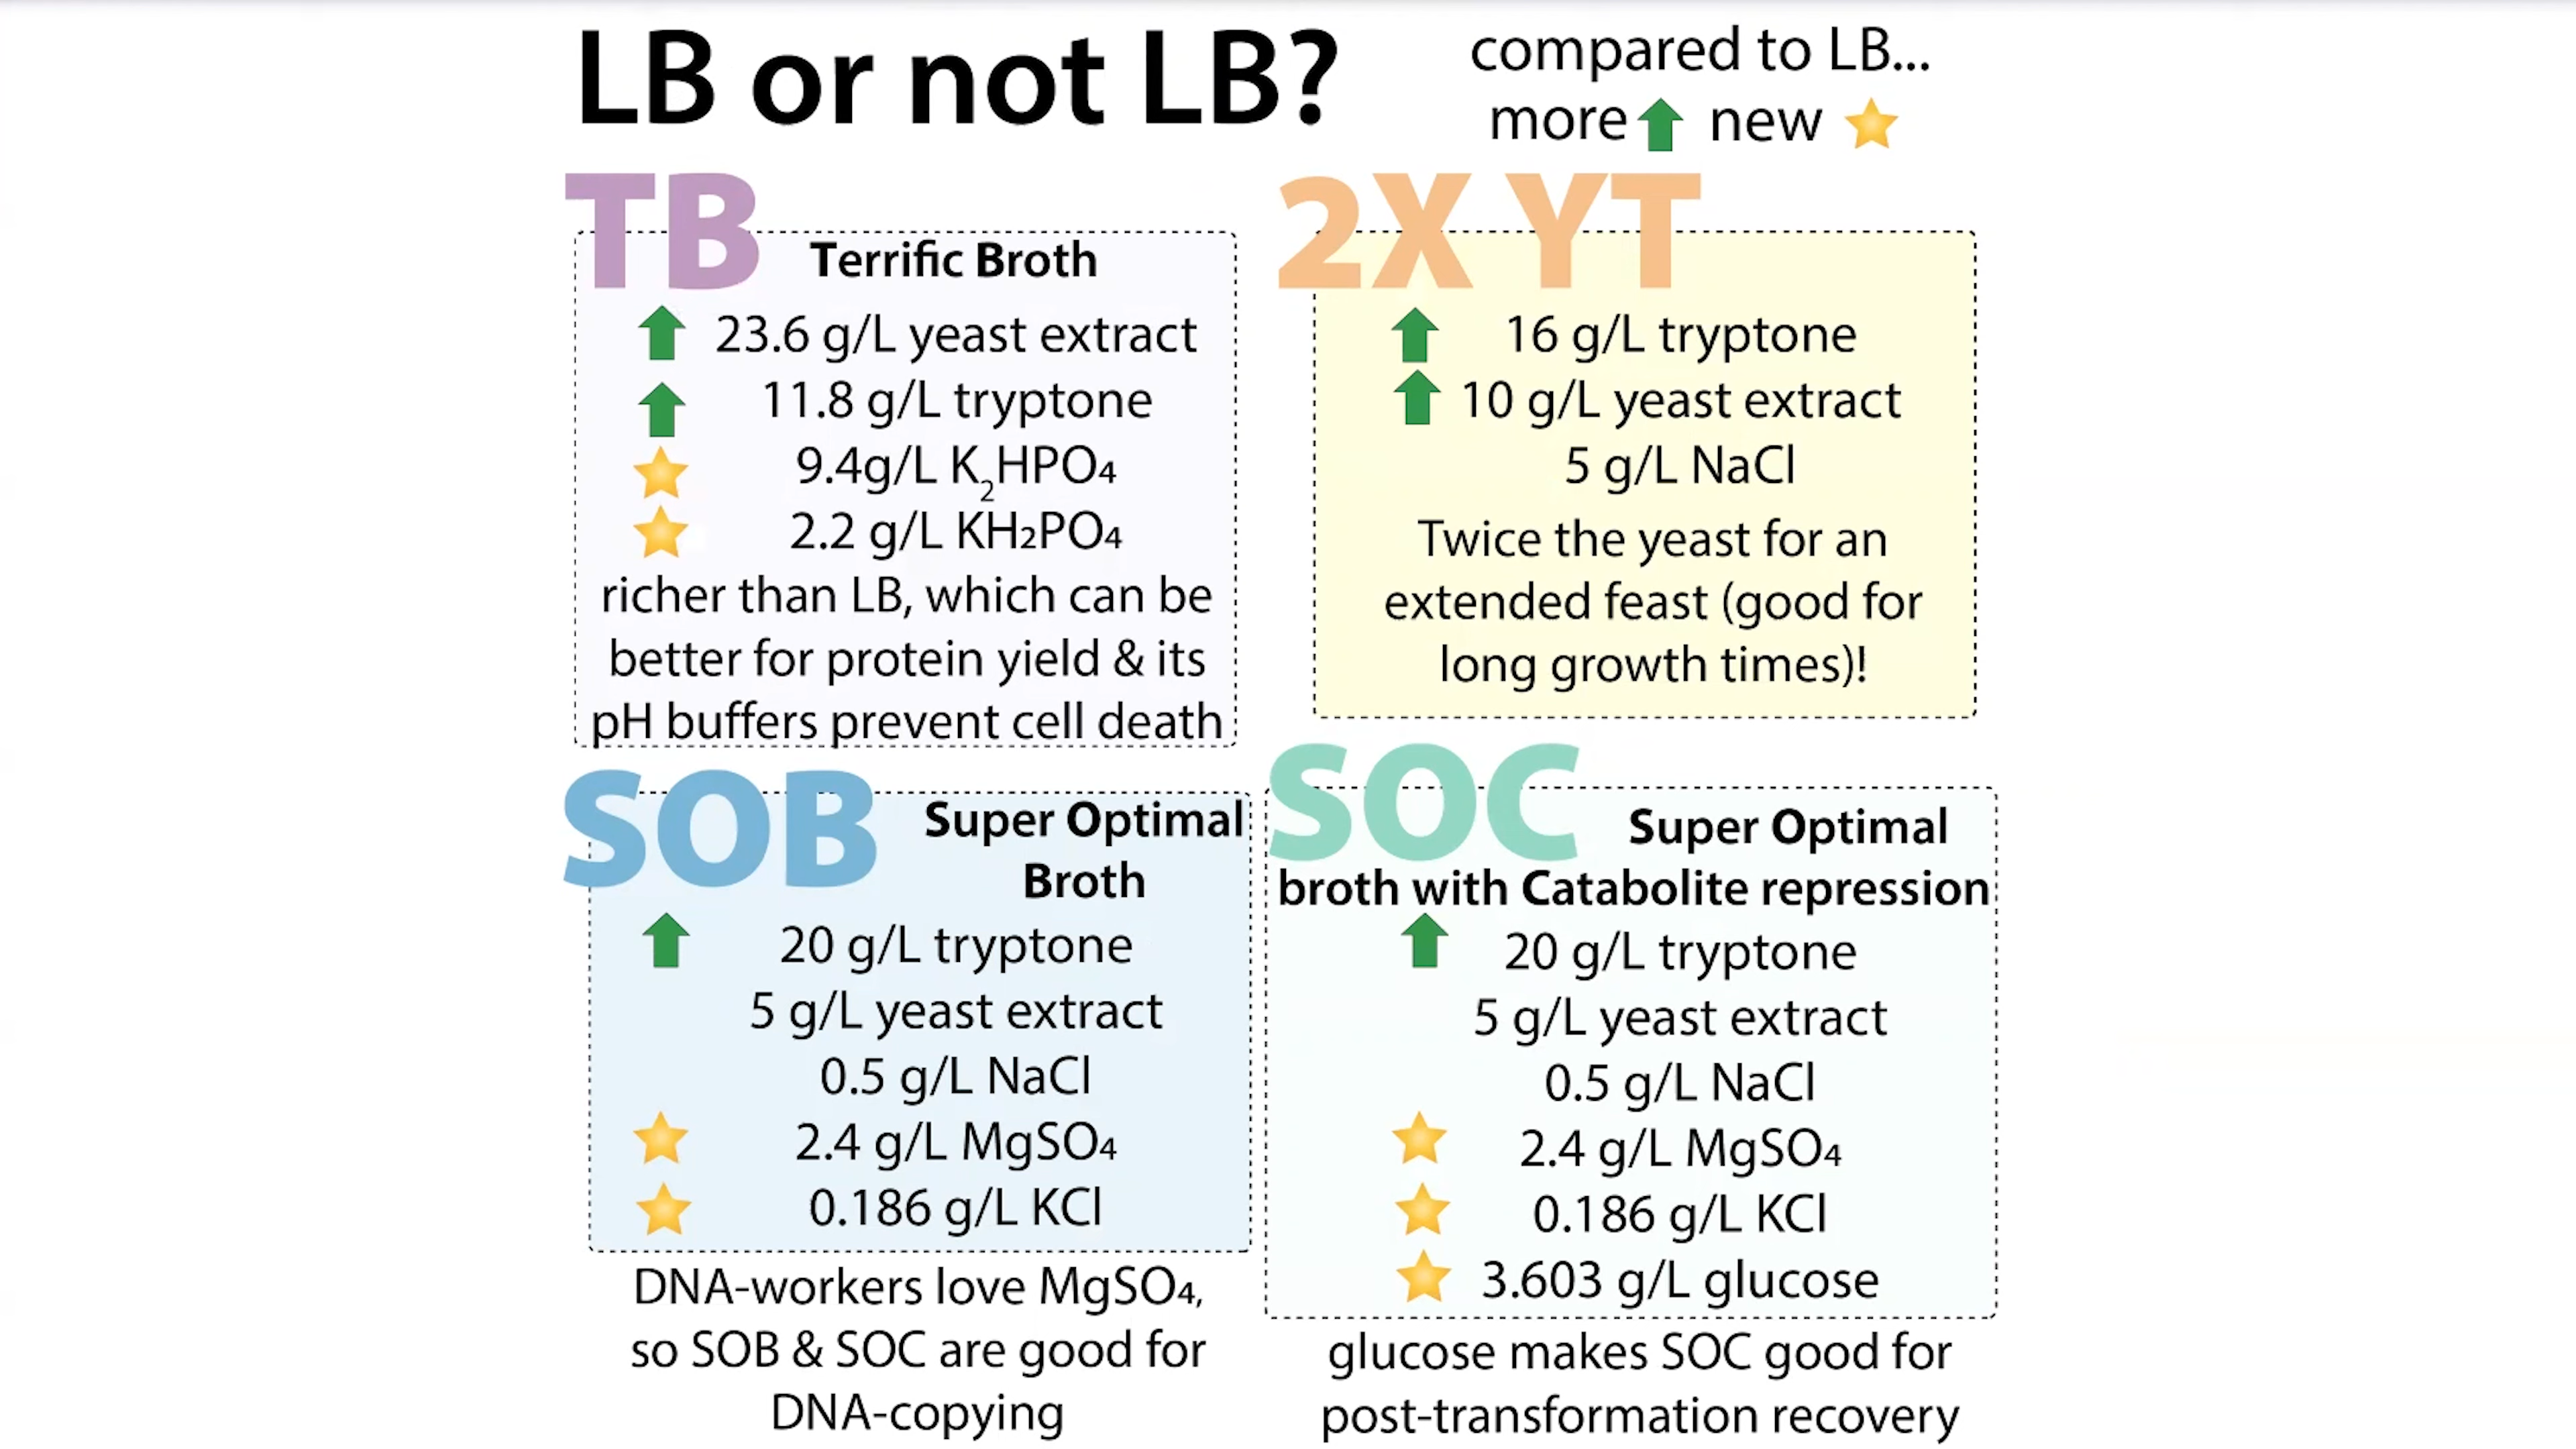 LB or not LB?
compared to LB...
more new
TB
Terrific Broth
23.6 g/L yeast extract
11.8 g/L tryptone
9.4g/L K₂HPO₄
2.2 g/L KH₂PO₄
richer than LB, which can be
better for protein yield & its
pH buffers prevent cell death
2X YT
16 g/L tryptone
10 g/L yeast extract
5 g/L NaCl
Twice the yeast for an
extended feast (good for
long growth times)!
SOB
Super Optimal
Broth
20 g/L tryptone
5 g/L yeast extract
0.5 g/L NaCl
2.4 g/L MgSO₄
0.186 g/L KCl
DNA-workers love MgSO₄,
so SOB & SOC are good for
DNA-copying
SOC
Super Optimal
broth with Catabolite repression
20 g/L tryptone
5 g/L yeast extract
0.5 g/L NaCl
2.4 g/L MgSO₄
0.186 g/L KCl
3.603 g/L glucose
glucose makes SOC good for
post-transformation recovery